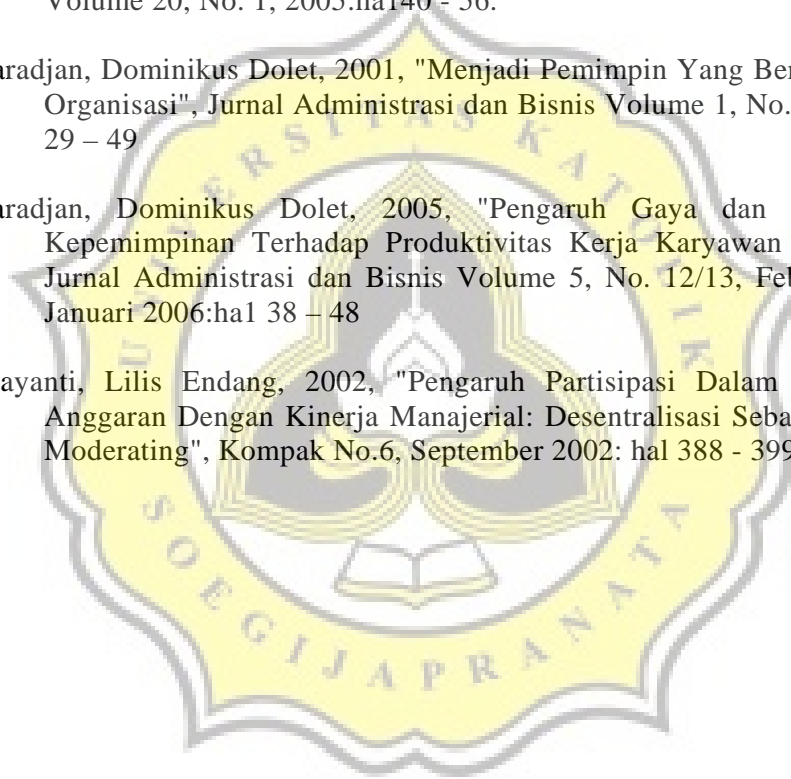 Volume 20, No. 1, 2005:ha140 - 56.
aradjan, Dominikus Dolet, 2001, "Menjadi Pemimpin Yang Ber
Organisasi", Jurnal Administrasi dan Bisnis Volume 1, No.
29 – 49
aradjan, Dominikus Dolet, 2005, "Pengaruh Gaya dan
Kepemimpinan Terhadap Produktivitas Kerja Karyawan
Jurnal Administrasi dan Bisnis Volume 5, No. 12/13, Feb
Januari 2006:ha1 38 – 48
ayanti, Lilis Endang, 2002, "Pengaruh Partisipasi Dalam
Anggaran Dengan Kinerja Manajerial: Desentralisasi Seba
Moderating", Kompak No.6, September 2002: hal 388 - 399
UNIVERSITAS KATOLIK
SOEGIJAPRANATA